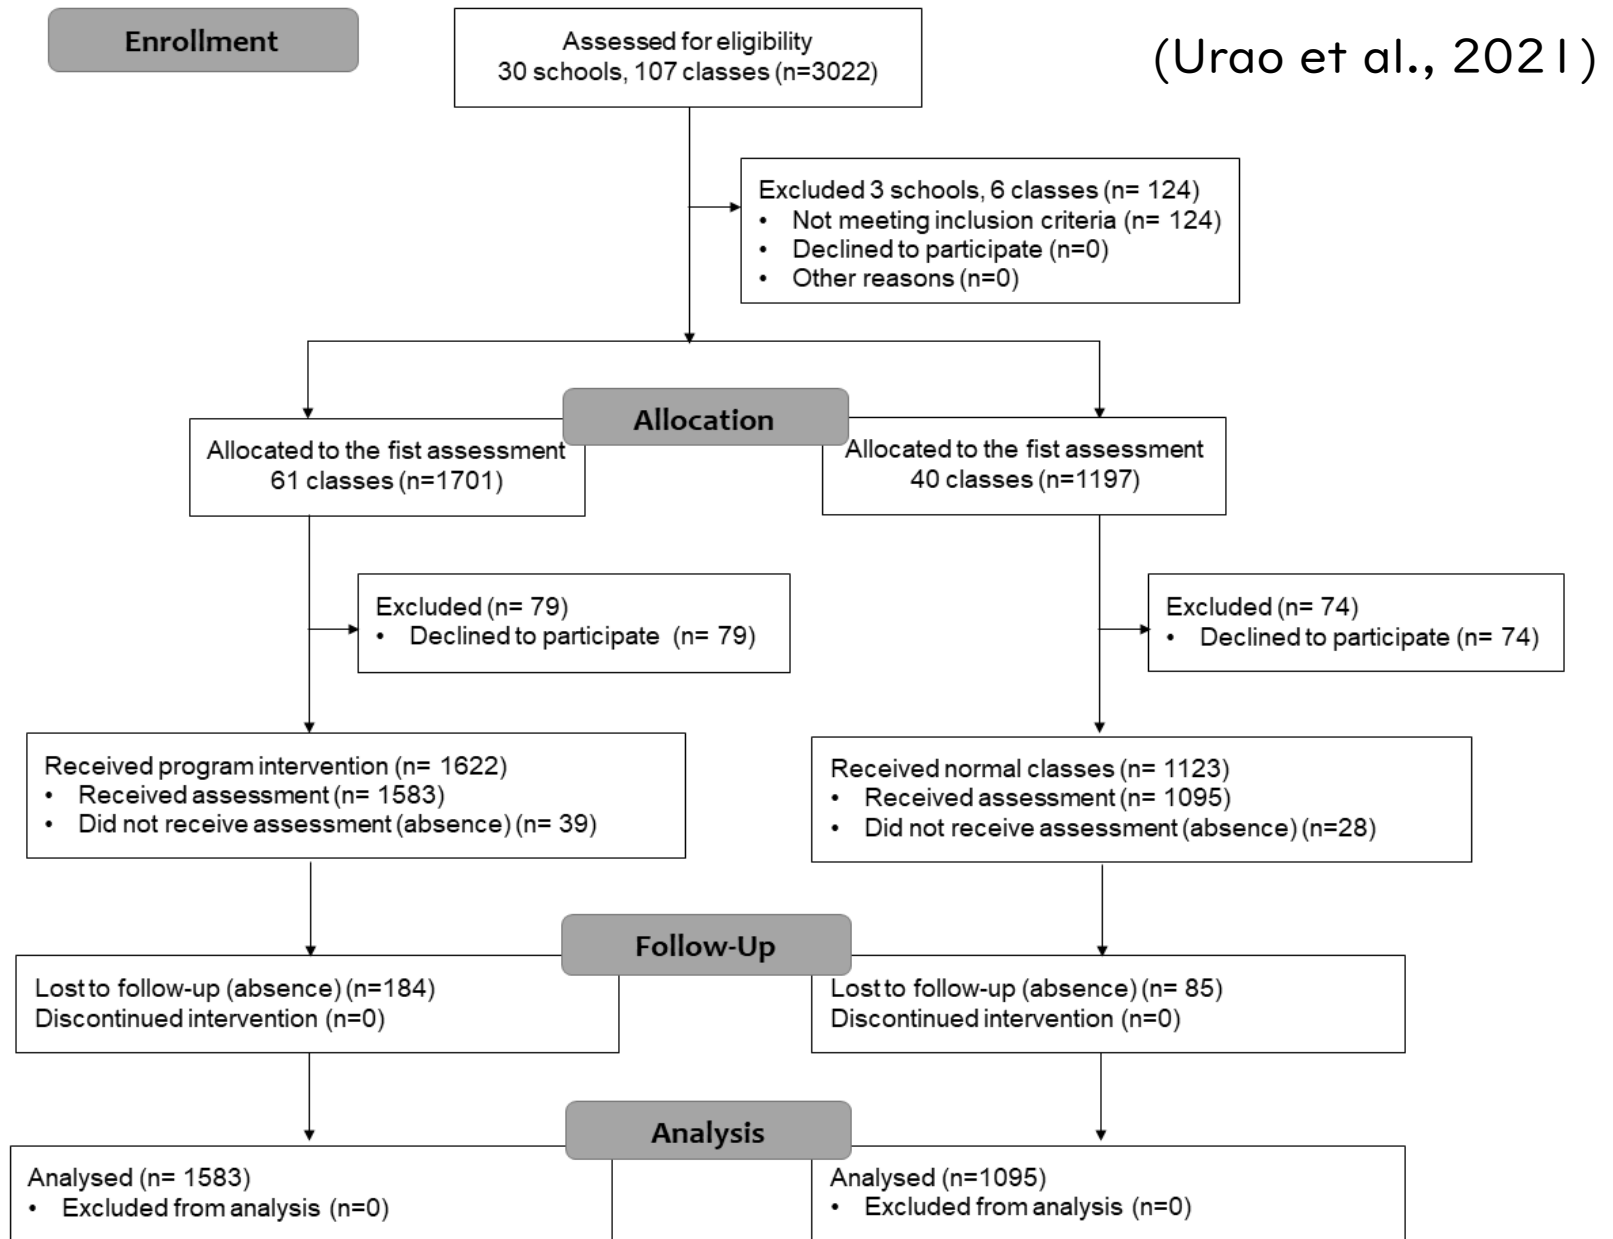 Enrollment
Assessed for eligibility
30 schools, 107 classes (n=3022)
(Urao et al., 2021)
Excluded 3 schools, 6 classes (n= 124)
• Not meeting inclusion criteria (n= 124)
• Declined to participate (n=0)
• Other reasons (n=0)
Allocation
Allocated to the fist assessment
61 classes (n=1701)
Allocated to the fist assessment
40 classes (n=1197)
Excluded (n= 79)
• Declined to participate (n= 79)
Excluded (n= 74)
• Declined to participate (n= 74)
Received program intervention (n= 1622)
• Received assessment (n= 1583)
• Did not receive assessment (absence) (n= 39)
Received normal classes (n= 1123)
• Received assessment (n= 1095)
• Did not receive assessment (absence) (n=28)
Follow-Up
Lost to follow-up (absence) (n=184)
Discontinued intervention (n=0)
Lost to follow-up (absence) (n= 85)
Discontinued intervention (n=0)
Analysis
Analysed (n= 1583)
• Excluded from analysis (n=0)
Analysed (n=1095)
• Excluded from analysis (n=0)